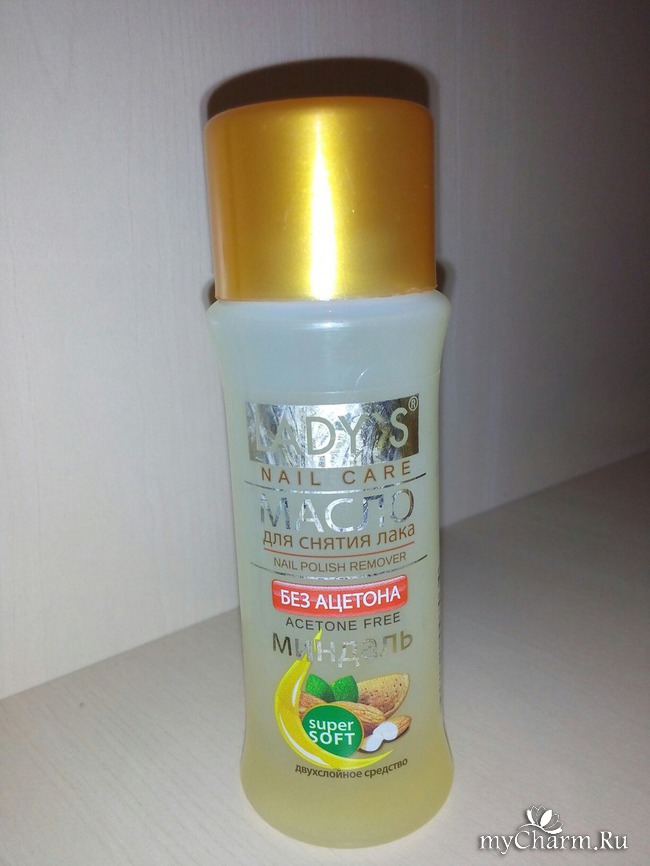 LADY'S®
NAIL CARE
МАСЛО
ДЛЯ СНЯТИЯ ЛАКА
NAIL POLISH REMOVER
БЕЗ АЦЕТОНА
ACETONE FREE
миндаль
super
SOFT
двухслойное средство
myCharm.Ru